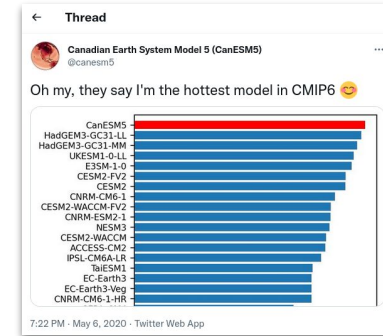 ← Thread
Canadian Earth System Model 5 (CanESM5)
@canesm5
Oh my, they say I'm the hottest model in CMIP6 😊
CanESM5
HadGEM3-GC31-LL
HadGEM3-GC31-MM
UKESM1-0-LL
E3SM-1-0
CESM2-FV2
CESM2
CNRM-CM6-1
CESM2-WACCM-FV2
CNRM-ESM2-1
NESM3
CESM2-WACCM
ACCESS-CM2
IPSL-CM6A-LR
TaiESM1
EC-Earth3
EC-Earth3-Veg
CNRM-CM6-1-HR
7:22 PM · May 6, 2020 · Twitter Web App